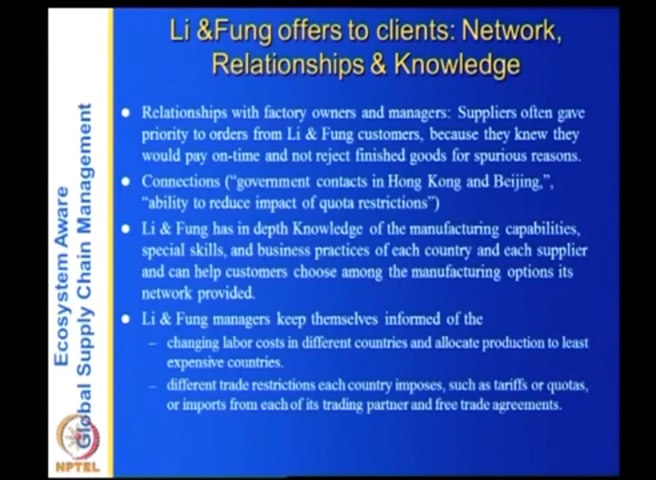 Li &Fung offers to clients: Network,
Relationships & Knowledge
Relationships with factory owners and managers: Suppliers often gave
priority to orders from Li & Fung customers, because they knew they
would pay on-time and not reject finished goods for spurious reasons.
Connections ("government contacts in Hong Kong and Beijing,",
"ability to reduce impact of quota restrictions")
Li & Fung has in depth Knowledge of the manufacturing capabilities,
special skills, and business practices of each country and each supplier
and can help customers choose among the manufacturing options its
network provided.
Li & Fung managers keep themselves informed of the
– changing labor costs in different countries and allocate production to least
expensive countries.
– different trade restrictions each country imposes, such as tariffs or quotas,
or imports from each of its trading partner and free trade agreements.
Ecosystem Aware
Global Supply Chain Management
NPTEL